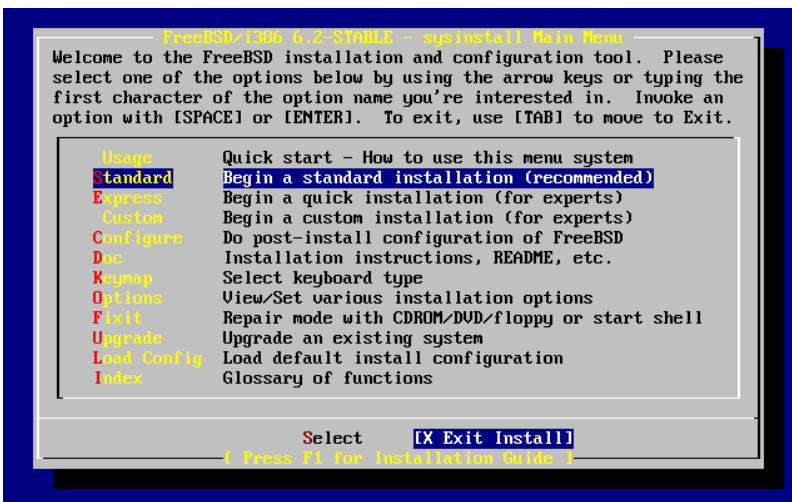 FreeBSD/i386 6.2-STABLE - sysinstall Main Menu
Welcome to the FreeBSD installation and configuration tool.  Please
select one of the options below by using the arrow keys or typing the
first character of the option name you're interested in.  Invoke an
option with [SPACE] or [ENTER].  To exit, use [TAB] to move to Exit.
Usage Quick start - How to use this menu system
Standard Begin a standard installation (recommended)
Express Begin a quick installation (for experts)
Custom Begin a custom installation (for experts)
Configure Do post-install configuration of FreeBSD
Doc Installation instructions, README, etc.
Keymap Select keyboard type
Options View/Set various installation options
Fixit Repair mode with CDROM/DVD/floppy or start shell
Upgrade Upgrade an existing system
Load Config Load default install configuration
Index Glossary of functions
Select [X Exit Install]
[ Press F1 for Installation Guide ]